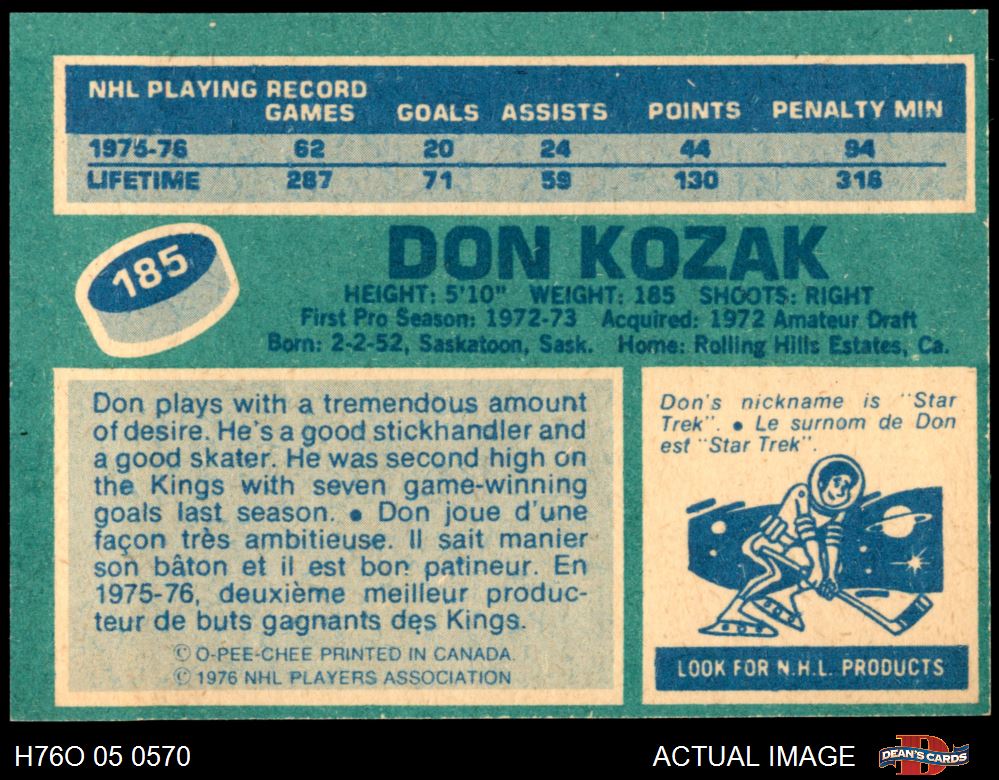 NHL PLAYING RECORD
GAMES GOALS ASSISTS POINTS PENALTY MIN
1975-76 62 20 24 44 94
LIFETIME 287 71 59 130 316
185
DON KOZAK
HEIGHT: 5'10" WEIGHT: 185 SHOOTS: RIGHT
First Pro Season: 1972-73 Acquired: 1972 Amateur Draft
Born: 2-2-52, Saskatoon, Sask. Home: Rolling Hills Estates, Ca.
Don plays with a tremendous amount
of desire. He's a good stickhandler and
a good skater. He was second high on
the Kings with seven game-winning
goals last season. ● Don joue d'une
façon très ambitieuse. Il sait manier
son bâton et il est bon patineur. En
1975-76, deuxième meilleur produc-
teur de buts gagnants des Kings.
© O-PEE-CHEE PRINTED IN CANADA.
© 1976 NHL PLAYERS ASSOCIATION
Don's nickname is "Star
Trek". ● Le surnom de Don
est "Star Trek".
LOOK FOR N.H.L. PRODUCTS
H76O 05 0570
ACTUAL IMAGE
DEAN'S CARDS